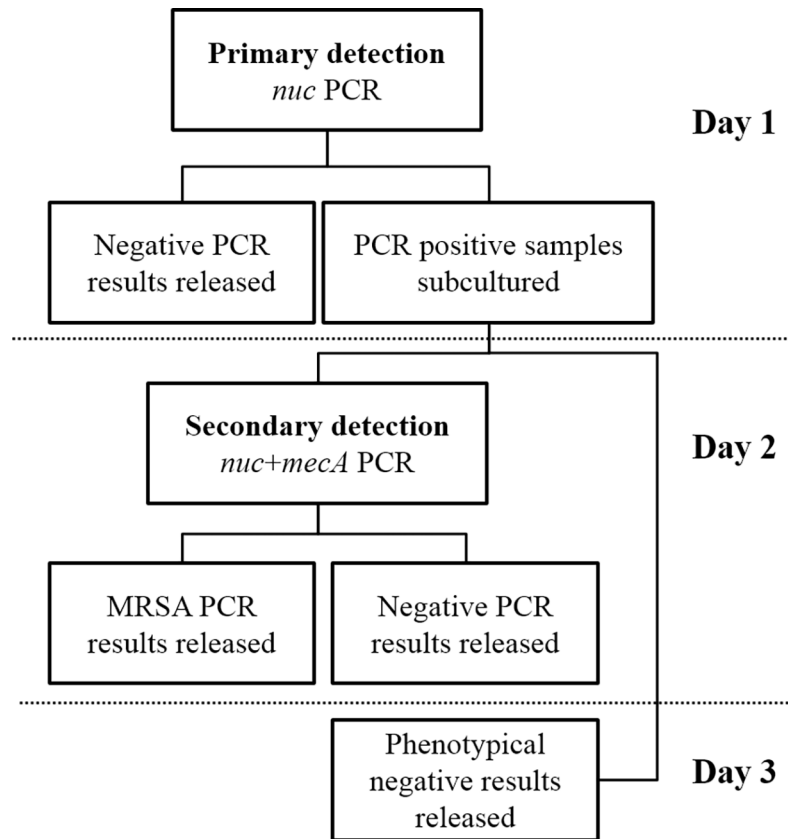 Primary detection
nuc PCR
Day 1
Negative PCR
results released
PCR positive samples
subcultured
Secondary detection
nuc+mecA PCR
Day 2
MRSA PCR
results released
Negative PCR
results released
Phenotypical
negative results
released
Day 3